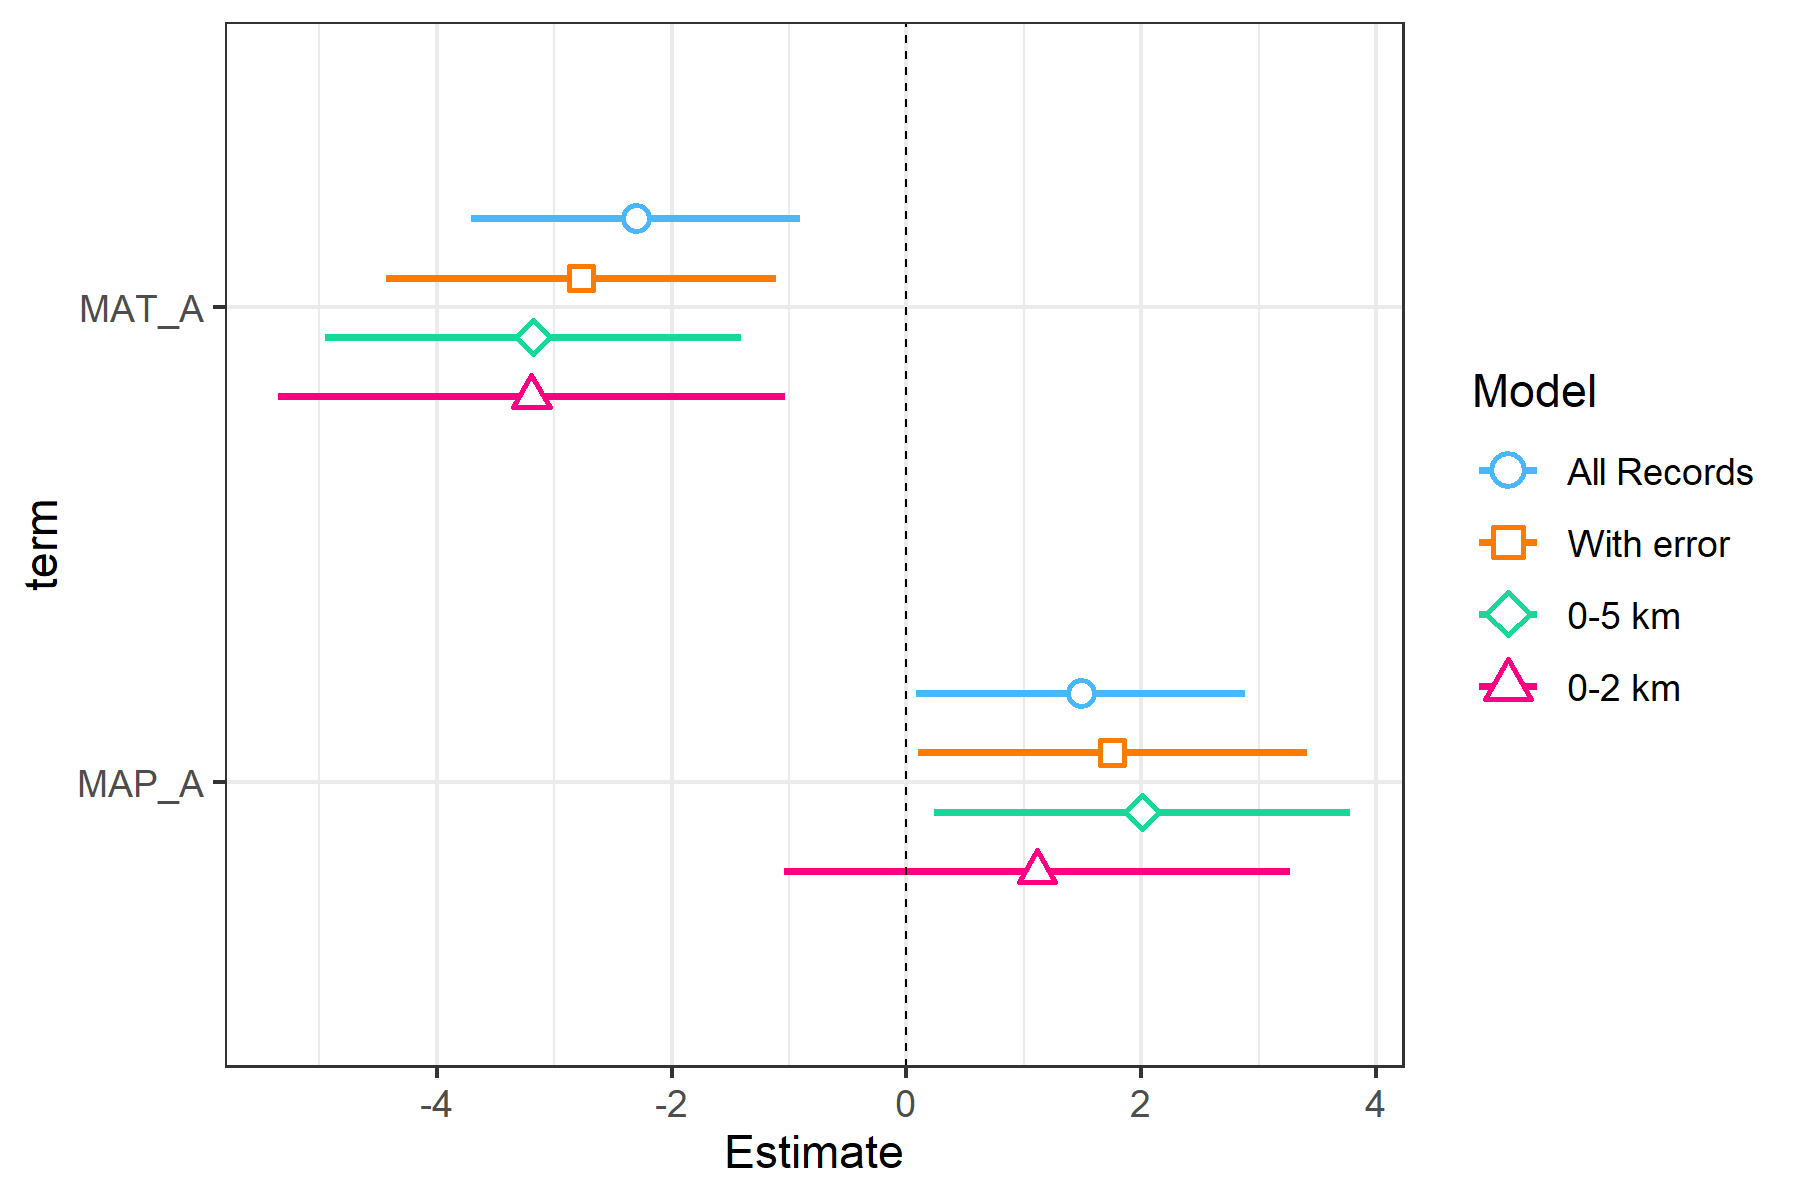 term
MAT_A
MAP_A
-4 -2 0 2 4
Estimate
Model
All Records
With error
0-5 km
0-2 km